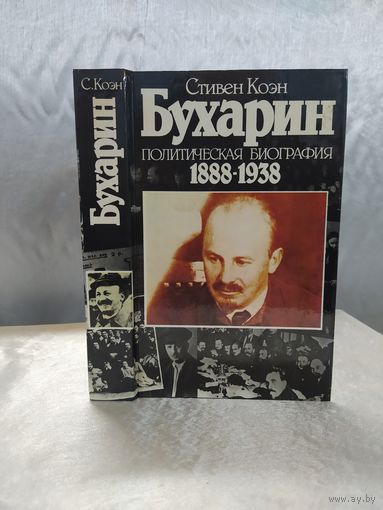 С. Коэн
Бухарин
Стивен Коэн
Бухарин
ПОЛИТИЧЕСКАЯ БИОГРАФИЯ
1888-1938
www.ay.by